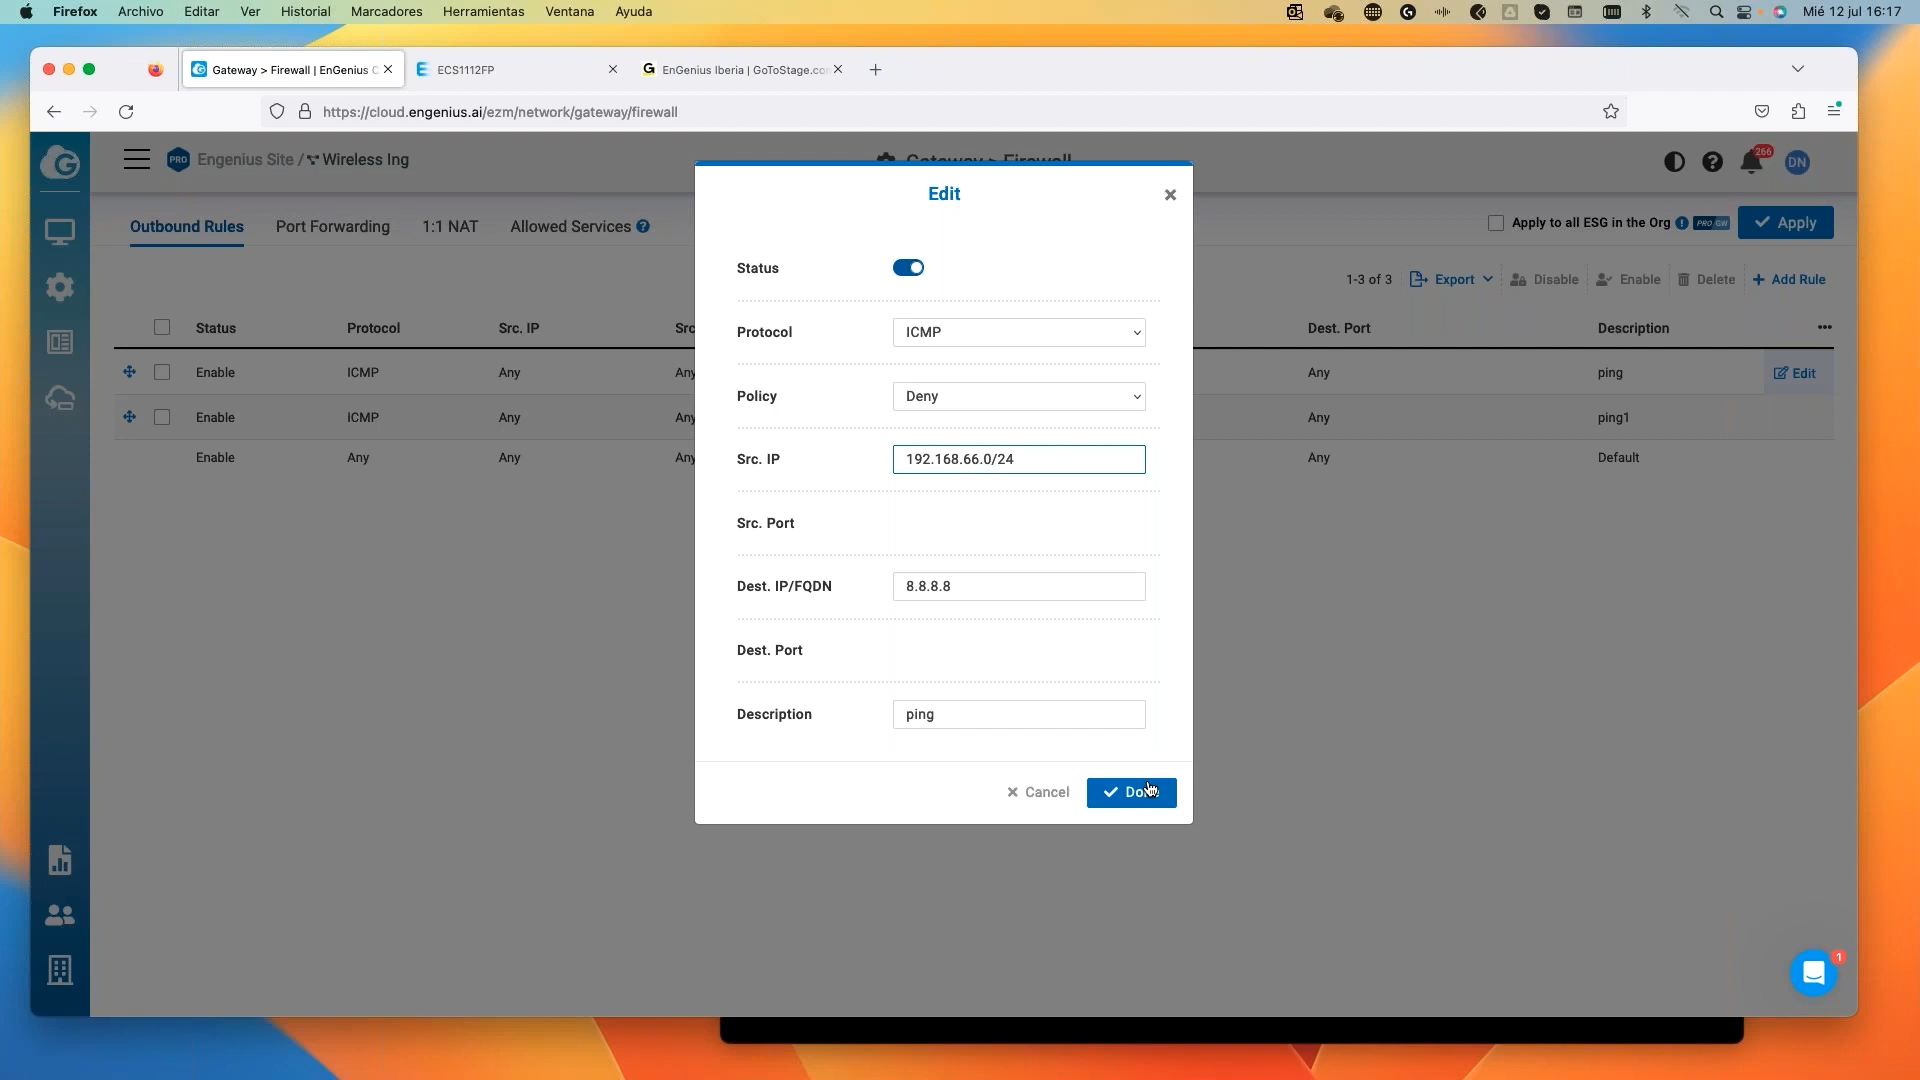 Firefox Archivo Editar Ver Historial Marcadores Herramientas Ventana Ayuda Mié 12 jul 16:17
Gateway > Firewall | EnGenius C ECS1112FP EnGenius Iberia | GoToStage.co
https://cloud.engenius.ai/ezm/network/gateway/firewall
PRO Engenius Site / Wireless Ing Gateway > Firewall 266 DN
Outbound Rules Port Forwarding 1:1 NAT Allowed Services Apply to all ESG in the Org PRO GW Apply
1-3 of 3 Export Disable Enable Delete + Add Rule
Status Protocol Src. IP Src Dest. Port Description
Enable ICMP Any Any Any ping Edit
Enable ICMP Any Any Any ping1
Enable Any Any Any Any Default
Edit
Status
Protocol ICMP
Policy Deny
Src. IP 192.168.66.0/24
Src. Port
Dest. IP/FQDN 8.8.8.8
Dest. Port
Description ping
Cancel
1